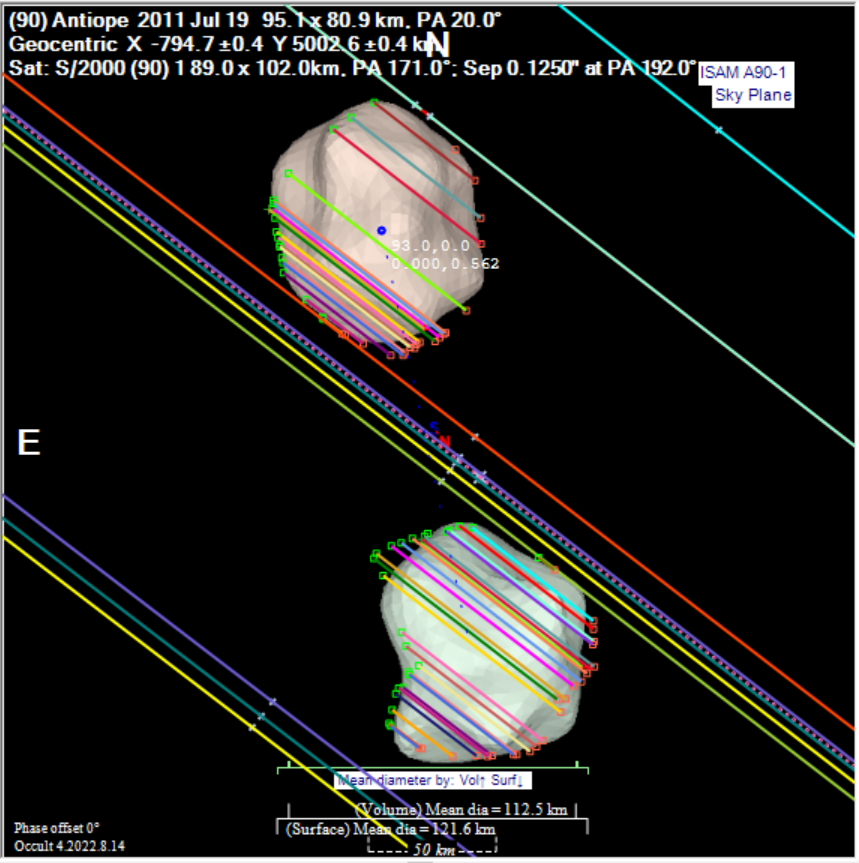 (90) Antiope 2011 Jul 19 95.1 x 80.9 km, PA 20.0°
Geocentric X -794.7 ±0.4 Y 5002.6 ±0.4 km
N
Sat: S/2000 (90) 1 89.0 x 102.0km, PA 171.0°; Sep 0.1250" at PA 192.0°
ISAM A90-1
Sky Plane
93.0,0.0
0.000,0.562
E
S
N
Mean diameter by: Vol↑ Surf↓
(Volume) Mean dia = 112.5 km
Phase offset 0°
(Surface) Mean dia = 121.6 km
Occult 4.2022.8.14
50 km